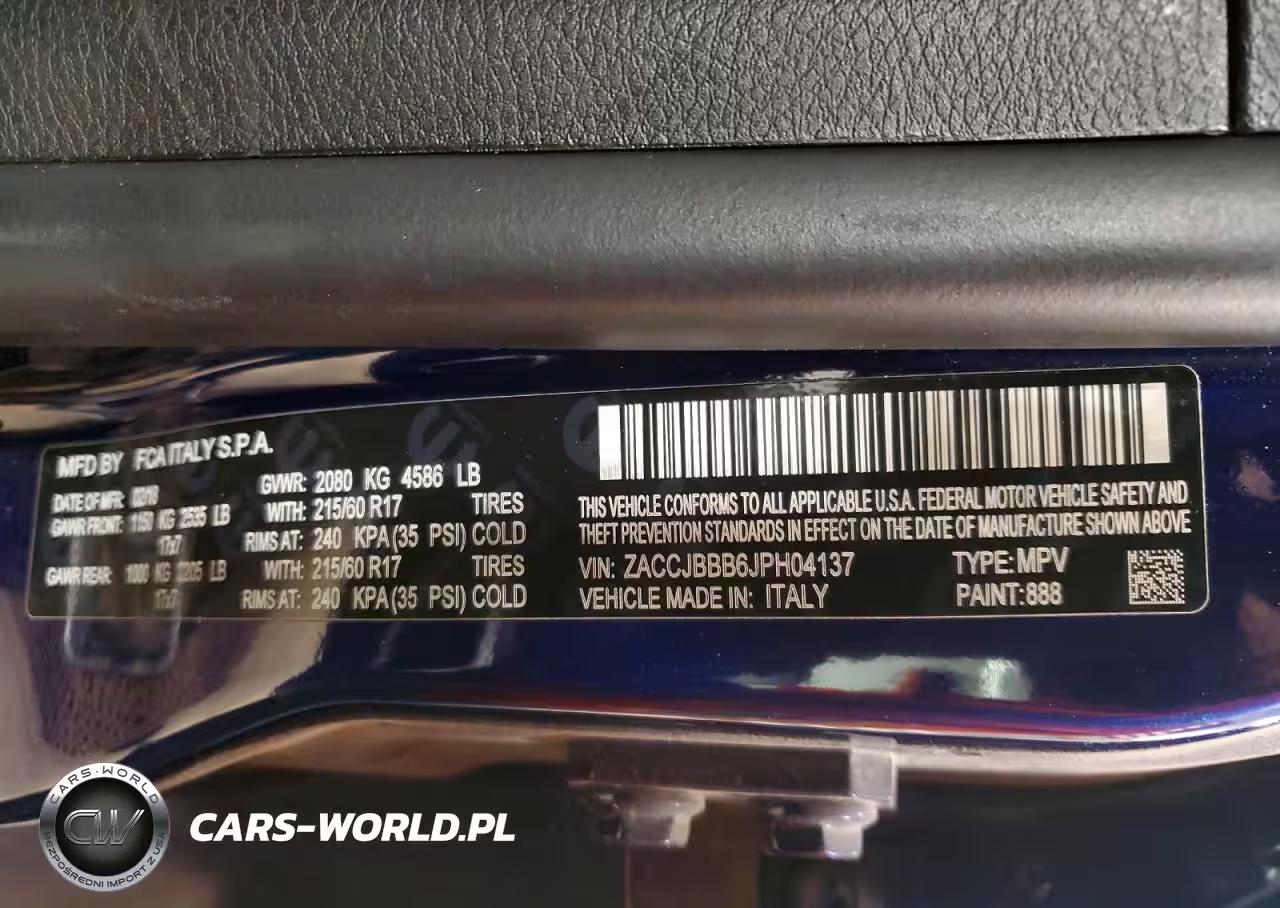 MFD BY FCA ITALY S.P.A.
DATE OF MFR: 02/18 GVWR: 2080 KG 4586 LB
GAWR FRONT: 1150 KG 2535 LB WITH: 215/60 R17 TIRES
17x7 RIMS AT: 240 KPA(35 PSI) COLD
GAWR REAR: 1000 KG 2205 LB WITH: 215/60 R17 TIRES
17x7 RIMS AT: 240 KPA(35 PSI) COLD
THIS VEHICLE CONFORMS TO ALL APPLICABLE U.S.A. FEDERAL MOTOR VEHICLE SAFETY AND
THEFT PREVENTION STANDARDS IN EFFECT ON THE DATE OF MANUFACTURE SHOWN ABOVE
VIN: ZACCJBBB6JPH04137 TYPE: MPV
VEHICLE MADE IN: ITALY PAINT:888
CARS-WORLD
CW
BEZPOŚREDNI IMPORT Z USA
CARS-WORLD.PL